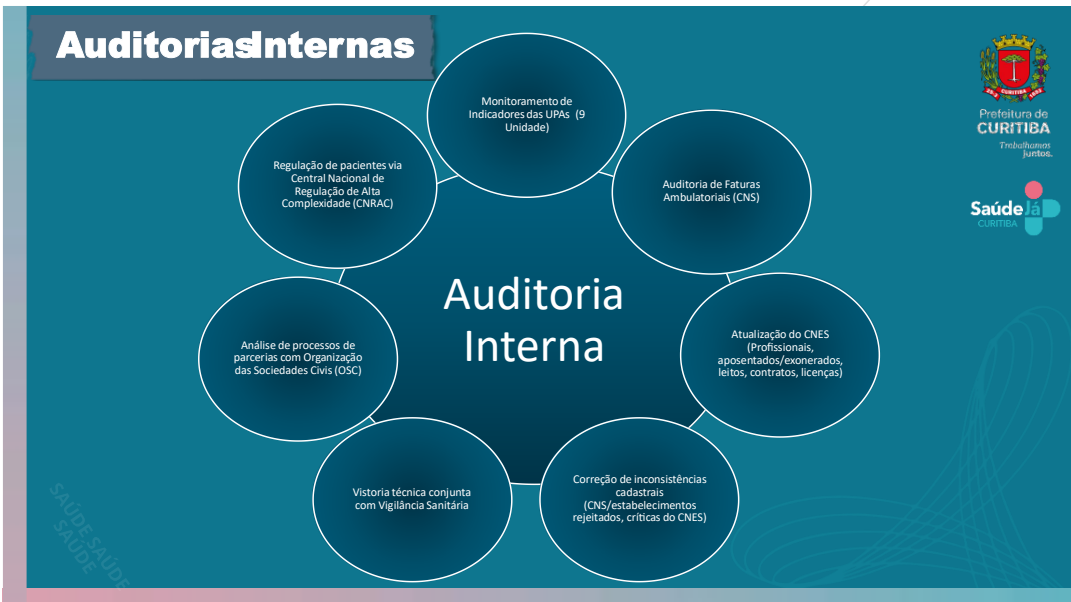 AuditoriasInternas
Monitoramento de
Indicadores das UPAs (9
Unidade)
Auditoria de Faturas
Ambulatoriais (CNS)
Atualização do CNES
(Profissionais,
aposentados/exonerados,
leitos, contratos, licenças)
Correção de inconsistências
cadastrais
(CNS/estabelecimentos
rejeitados, críticas do CNES)
Vistoria técnica conjunta
com Vigilância Sanitária
Análise de processos de
parcerias com Organização
das Sociedades Civis (OSC)
Regulação de pacientes via
Central Nacional de
Regulação de Alta
Complexidade (CNRAC)
Auditoria
Interna
CURITIBA
Prefeitura de
CURITIBA
Trabalhamos
juntos.
Saúde Já
CURITIBA
SAÚDE SAÚDE
SAÚDE